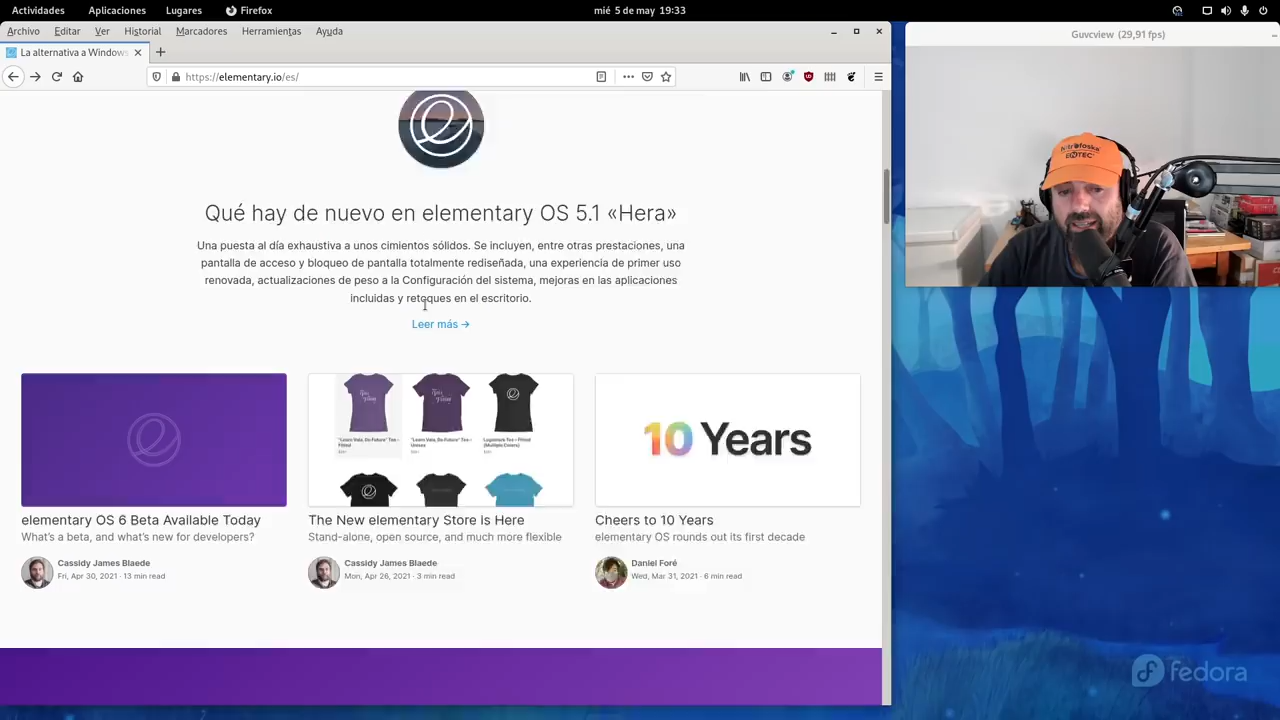 Actividades Aplicaciones Lugares Firefox mié 5 de may 19:33
Archivo Editar Ver Historial Marcadores Herramientas Ayuda
Guvcview (29,91 fps)
La alternativa a Windows
https://elementary.io/es/
Qué hay de nuevo en elementary OS 5.1 «Hera»
Una puesta al día exhaustiva a unos cimientos sólidos. Se incluyen, entre otras prestaciones, una
pantalla de acceso y bloqueo de pantalla totalmente rediseñada, una experiencia de primer uso
renovada, actualizaciones de peso a la Configuración del sistema, mejoras en las aplicaciones
incluidas y retoques en el escritorio.
Leer más →
10 Years
elementary OS 6 Beta Available Today
What's a beta, and what's new for developers?
Cassidy James Blaede
Fri, Apr 30, 2021 · 13 min read
The New elementary Store is Here
Stand-alone, open source, and much more flexible
Cassidy James Blaede
Mon, Apr 26, 2021 · 3 min read
Cheers to 10 Years
elementary OS rounds out its first decade
Daniel Foré
Wed, Mar 31, 2021 · 6 min read
fedora